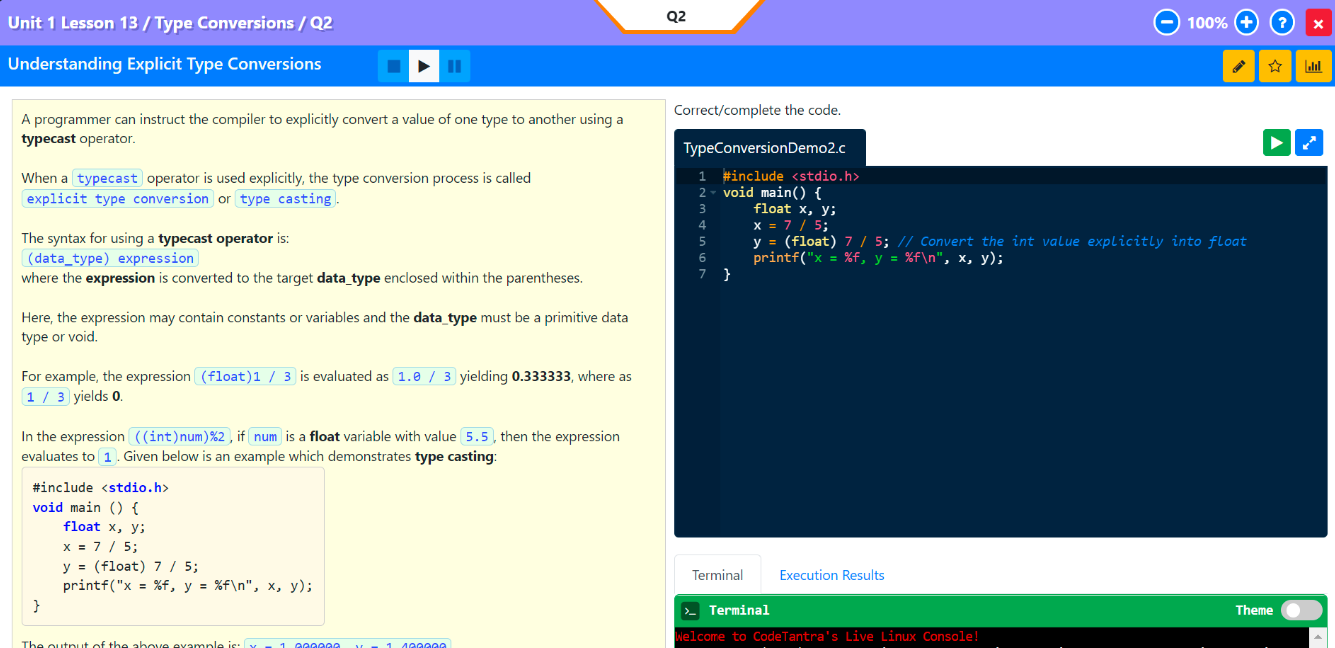 Unit 1 Lesson 13 / Type Conversions / Q2
Q2
100%
Understanding Explicit Type Conversions
A programmer can instruct the compiler to explicitly convert a value of one type to another using a
typecast operator.
When a typecast operator is used explicitly, the type conversion process is called
explicit type conversion or type casting.
The syntax for using a typecast operator is:
(data_type) expression
where the expression is converted to the target data_type enclosed within the parentheses.
Here, the expression may contain constants or variables and the data_type must be a primitive data
type or void.
For example, the expression (float)1 / 3 is evaluated as 1.0 / 3 yielding 0.333333, where as
1 / 3 yields 0.
In the expression ((int)num)%2, if num is a float variable with value 5.5, then the expression
evaluates to 1. Given below is an example which demonstrates type casting:
#include <stdio.h>
void main () {
float x, y;
x = 7 / 5;
y = (float) 7 / 5;
printf("x = %f, y = %f\n", x, y);
}
The output of the above example is: x = 1.000000, y = 1.400000
Correct/complete the code.
TypeConversionDemo2.c
1 #include <stdio.h>
2 void main() {
3 float x, y;
4 x = 7 / 5;
5 y = (float) 7 / 5; // Convert the int value explicitly into float
6 printf("x = %f, y = %f\n", x, y);
7 }
Terminal Execution Results
Terminal Theme
Welcome to CodeTantra's Live Linux Console!